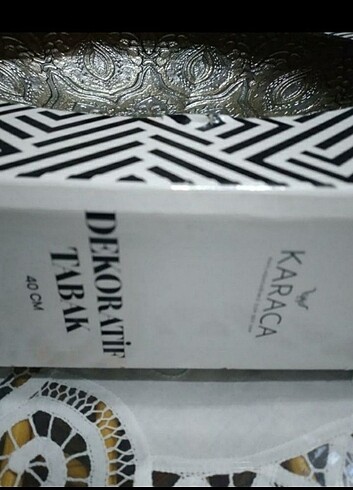 DEKORATİF
TABAK
40 CM
KARACA